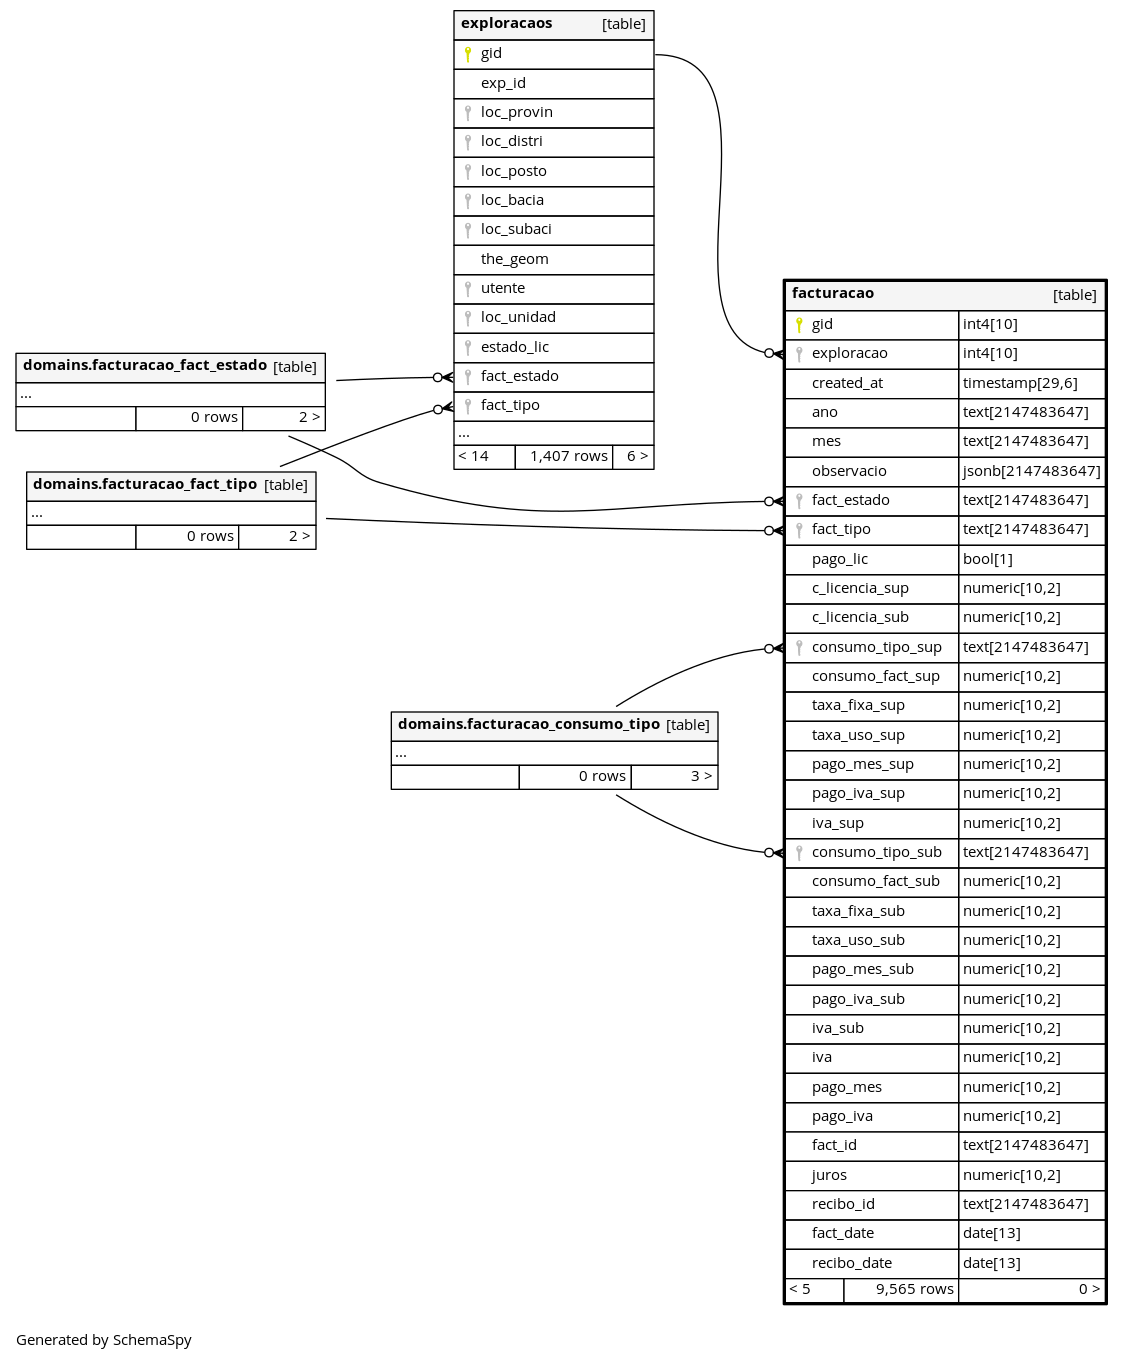 exploracaos [table]
gid
exp_id
loc_provin
loc_distri
loc_posto
loc_bacia
loc_subaci
the_geom
utente
loc_unidad
estado_lic
fact_estado
fact_tipo
...
< 14 1,407 rows 6 >
domains.facturacao_fact_estado [table]
...
0 rows 2 >
domains.facturacao_fact_tipo [table]
...
0 rows 2 >
domains.facturacao_consumo_tipo [table]
...
0 rows 3 >
facturacao [table]
gid int4[10]
exploracao int4[10]
created_at timestamp[29,6]
ano text[2147483647]
mes text[2147483647]
observacio jsonb[2147483647]
fact_estado text[2147483647]
fact_tipo text[2147483647]
pago_lic bool[1]
c_licencia_sup numeric[10,2]
c_licencia_sub numeric[10,2]
consumo_tipo_sup text[2147483647]
consumo_fact_sup numeric[10,2]
taxa_fixa_sup numeric[10,2]
taxa_uso_sup numeric[10,2]
pago_mes_sup numeric[10,2]
pago_iva_sup numeric[10,2]
iva_sup numeric[10,2]
consumo_tipo_sub text[2147483647]
consumo_fact_sub numeric[10,2]
taxa_fixa_sub numeric[10,2]
taxa_uso_sub numeric[10,2]
pago_mes_sub numeric[10,2]
pago_iva_sub numeric[10,2]
iva_sub numeric[10,2]
iva numeric[10,2]
pago_mes numeric[10,2]
pago_iva numeric[10,2]
fact_id text[2147483647]
juros numeric[10,2]
recibo_id text[2147483647]
fact_date date[13]
recibo_date date[13]
< 5 9,565 rows 0 >
Generated by SchemaSpy